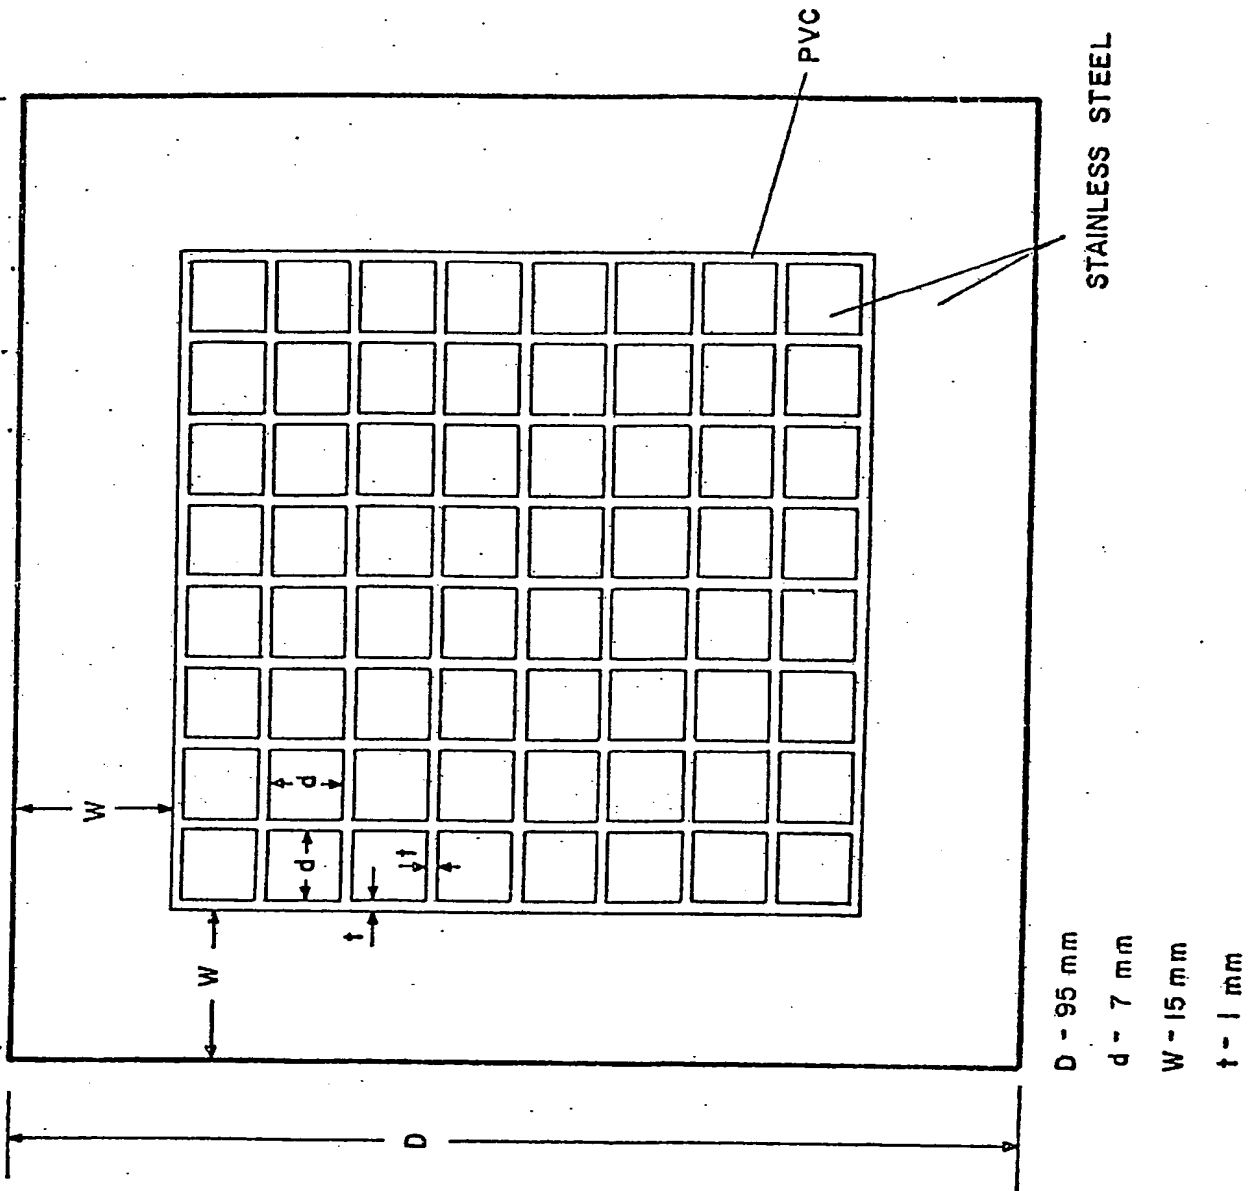 PVC
STAINLESS STEEL
W
W
d
d
t
t
D
D - 95 mm
d - 7 mm
W - 15 mm
t - 1 mm